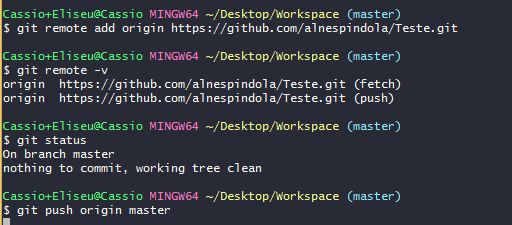 Cassio+Eliseu@Cassio MINGW64 ~/Desktop/Workspace (master)
$ git remote add origin https://github.com/alnespindola/Teste.git
Cassio+Eliseu@Cassio MINGW64 ~/Desktop/Workspace (master)
$ git remote -v
origin  https://github.com/alnespindola/Teste.git (fetch)
origin  https://github.com/alnespindola/Teste.git (push)
Cassio+Eliseu@Cassio MINGW64 ~/Desktop/Workspace (master)
$ git status
On branch master
nothing to commit, working tree clean
Cassio+Eliseu@Cassio MINGW64 ~/Desktop/Workspace (master)
$ git push origin master